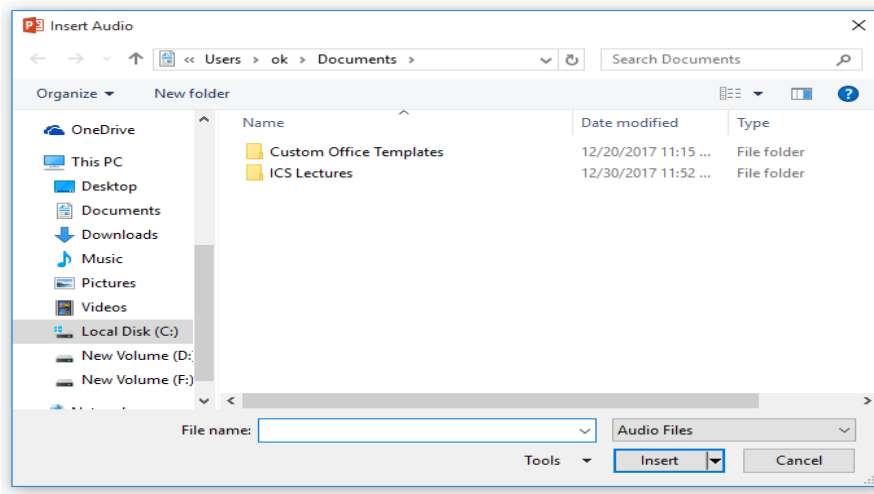 Insert Audio
« Users > ok > Documents > Search Documents
Organize New folder
Name Date modified Type
OneDrive
This PC
Desktop
Documents
Downloads
Music
Pictures
Videos
Local Disk (C:)
New Volume (D:
New Volume (F:)
Custom Office Templates 12/20/2017 11:15 ... File folder
ICS Lectures 12/30/2017 11:52 ... File folder
File name: Audio Files
Tools Insert Cancel